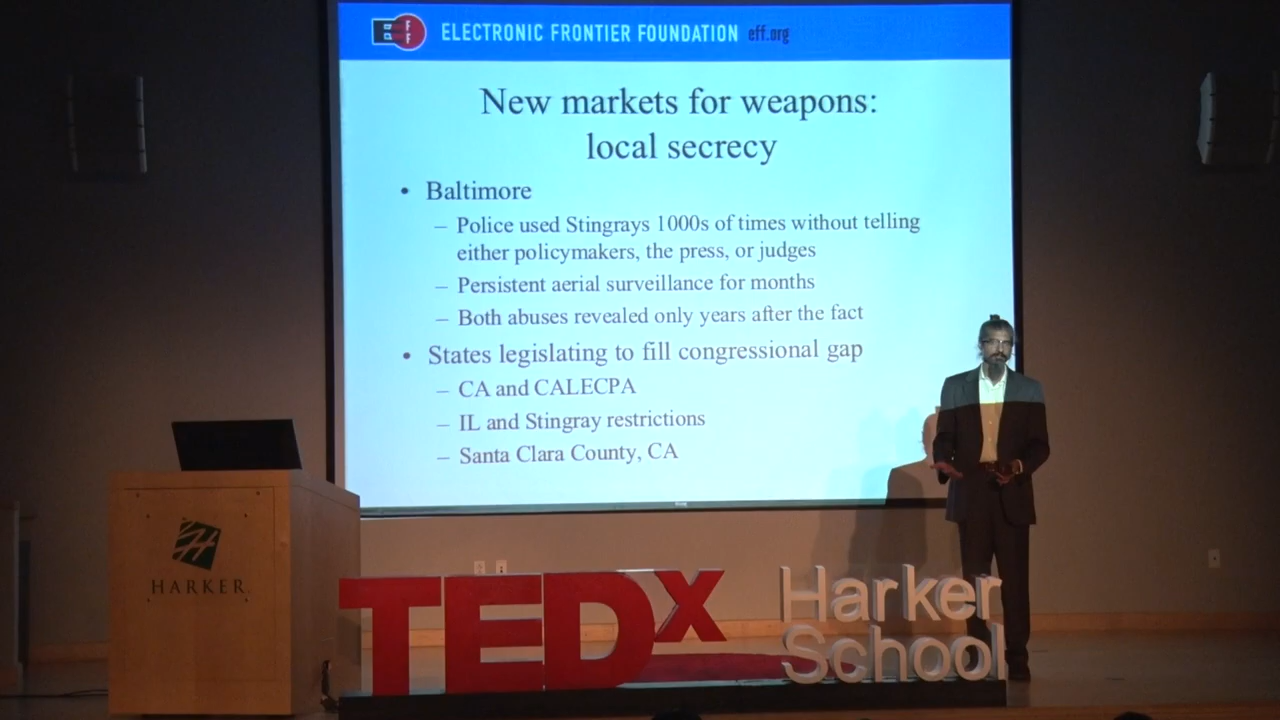 EFF ELECTRONIC FRONTIER FOUNDATION eff.org
New markets for weapons:
local secrecy
• Baltimore
– Police used Stingrays 1000s of times without telling
either policymakers, the press, or judges
– Persistent aerial surveillance for months
– Both abuses revealed only years after the fact
• States legislating to fill congressional gap
– CA and CALECPA
– IL and Stingray restrictions
– Santa Clara County, CA
HARKER
TEDx Harker
School